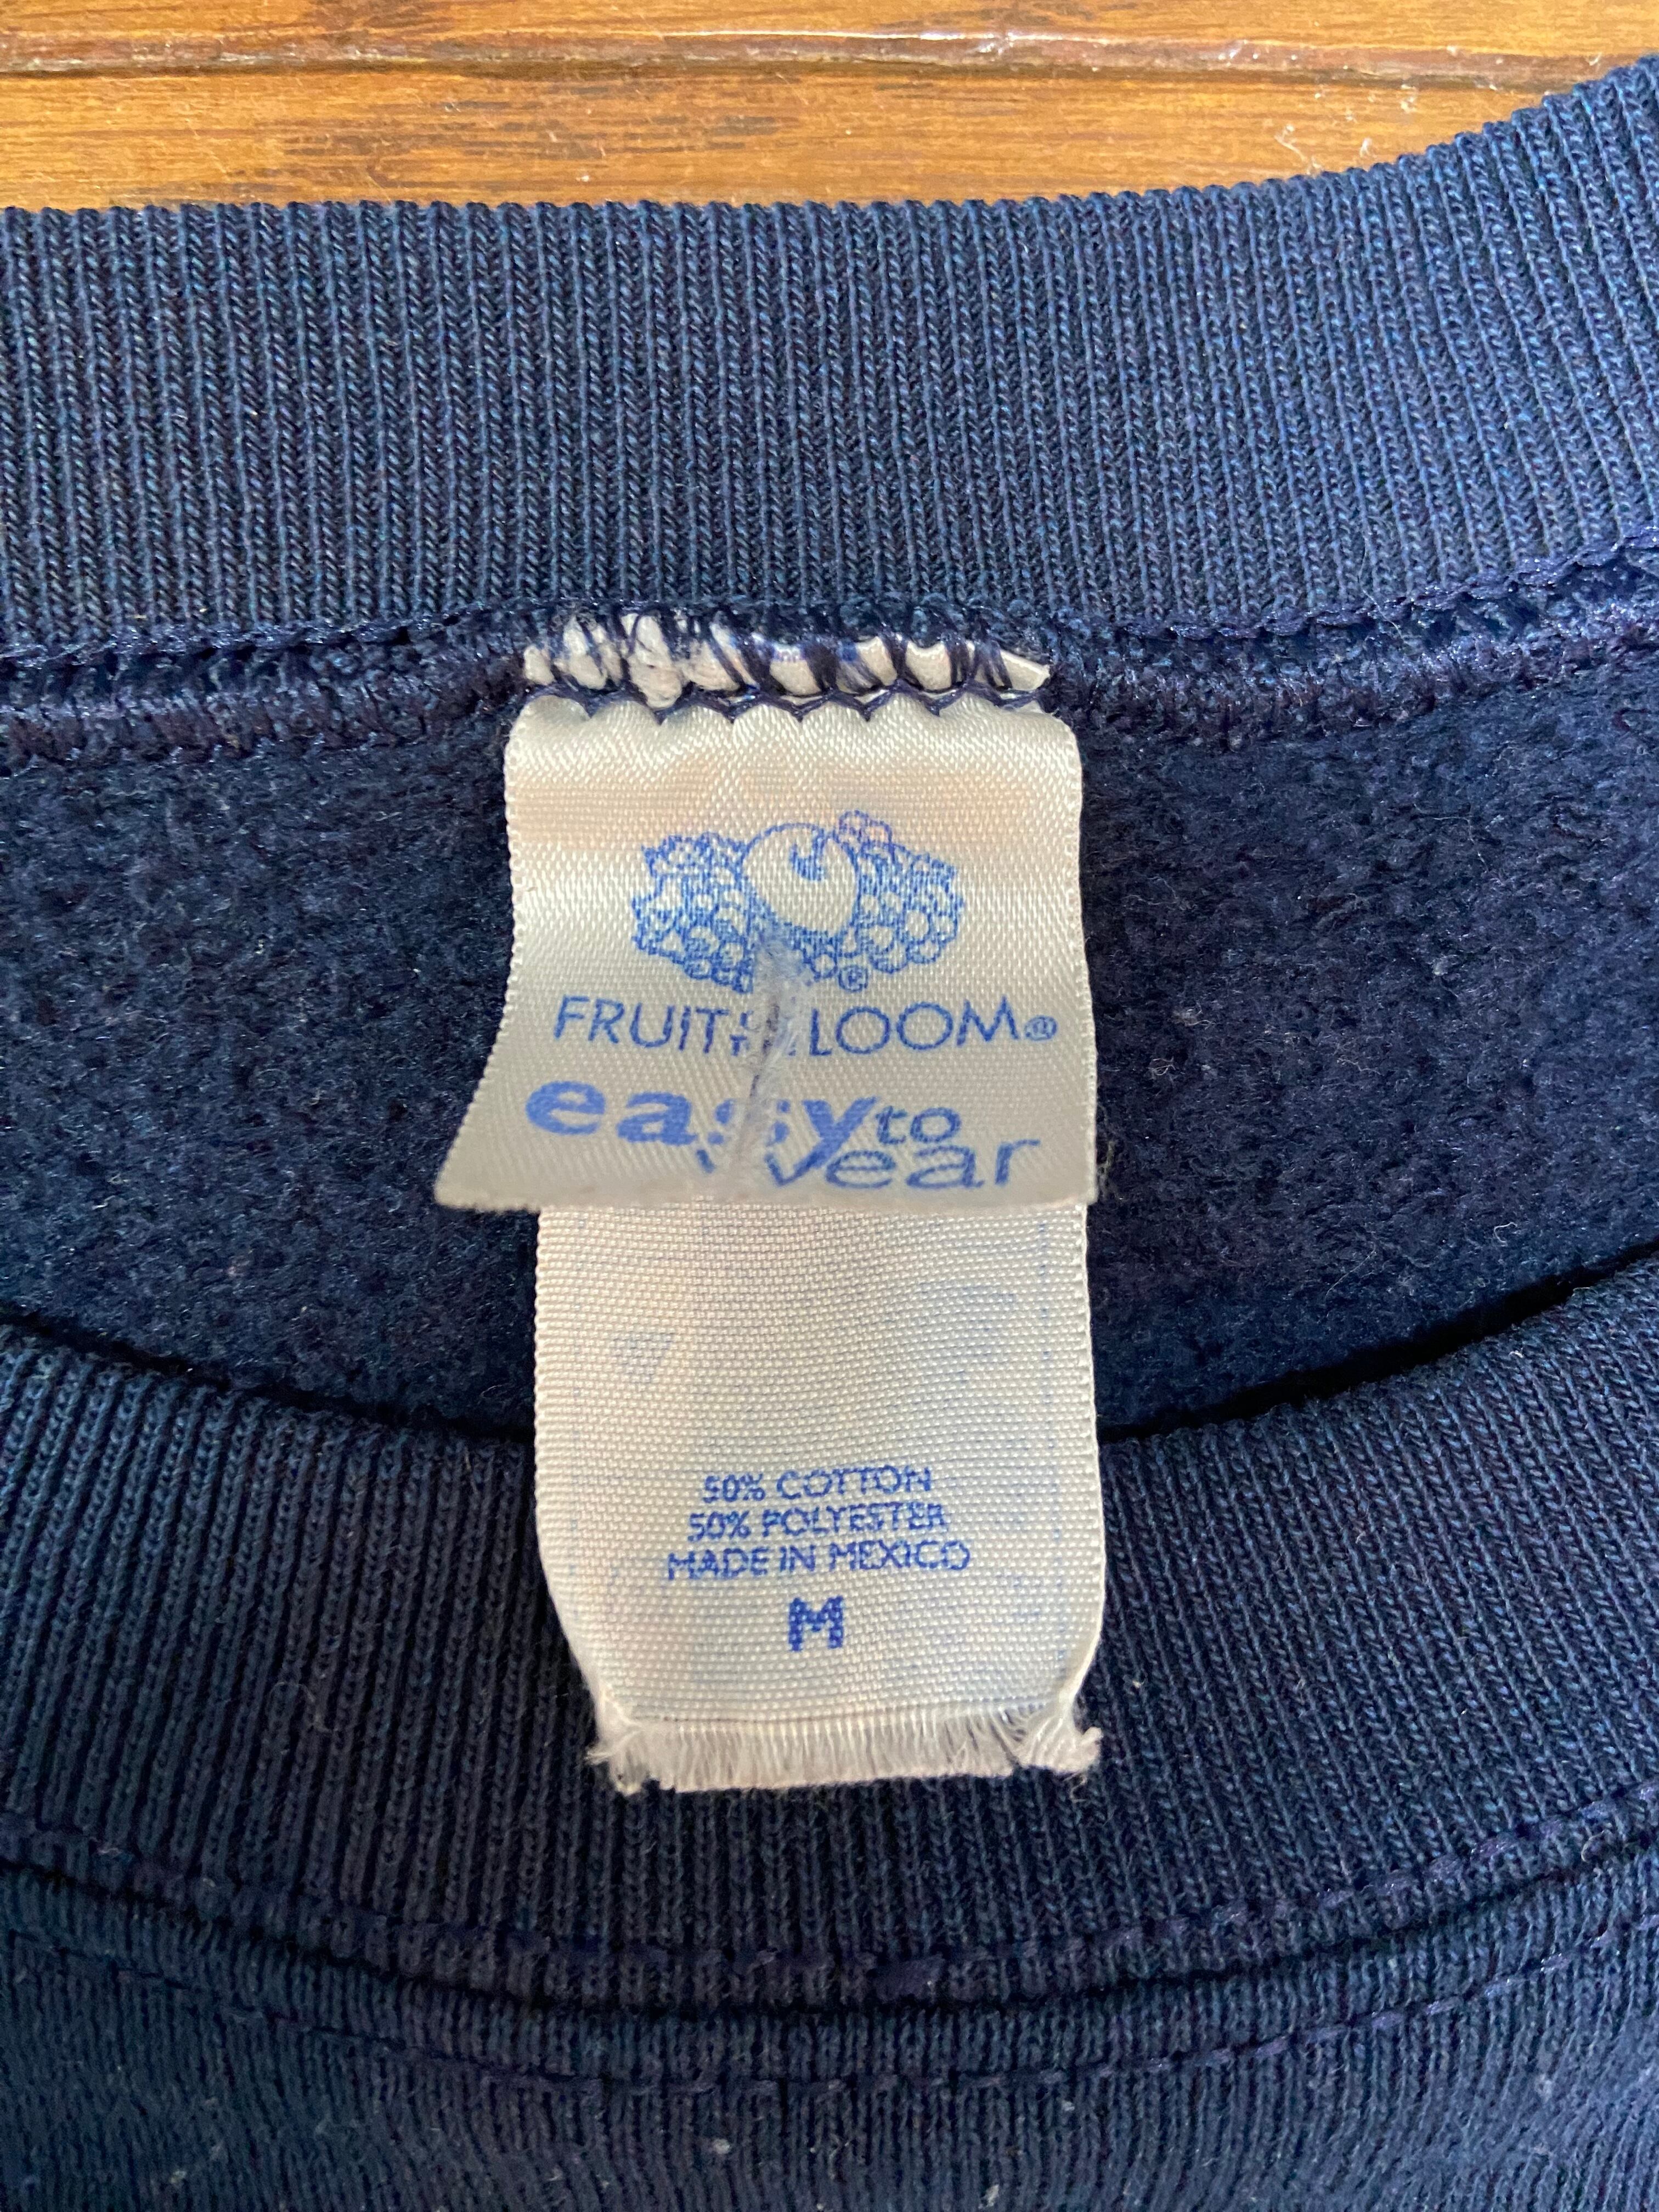 ®
FRUIT OF THE LOOM®
easy to
wear
50% COTTON
50% POLYESTER
MADE IN MEXICO
M